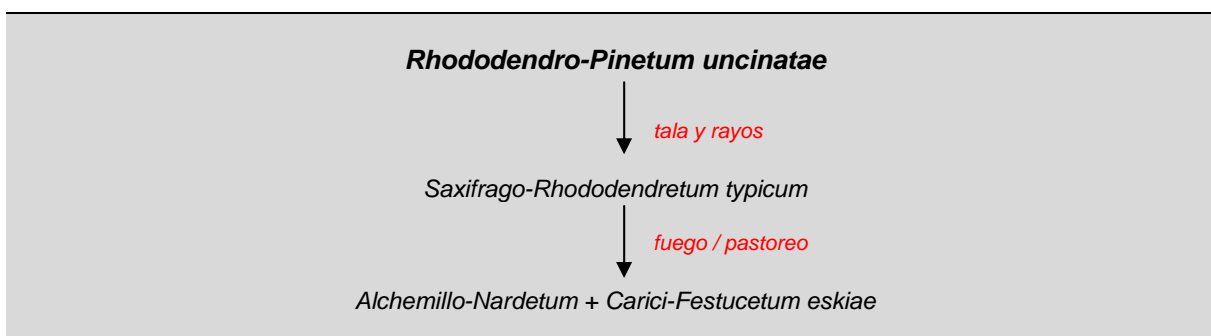 Rhododendro-Pinetum uncinatae
tala y rayos
Saxifrago-Rhododendretum typicum
fuego / pastoreo
Alchemillo-Nardetum + Carici-Festucetum eskiae